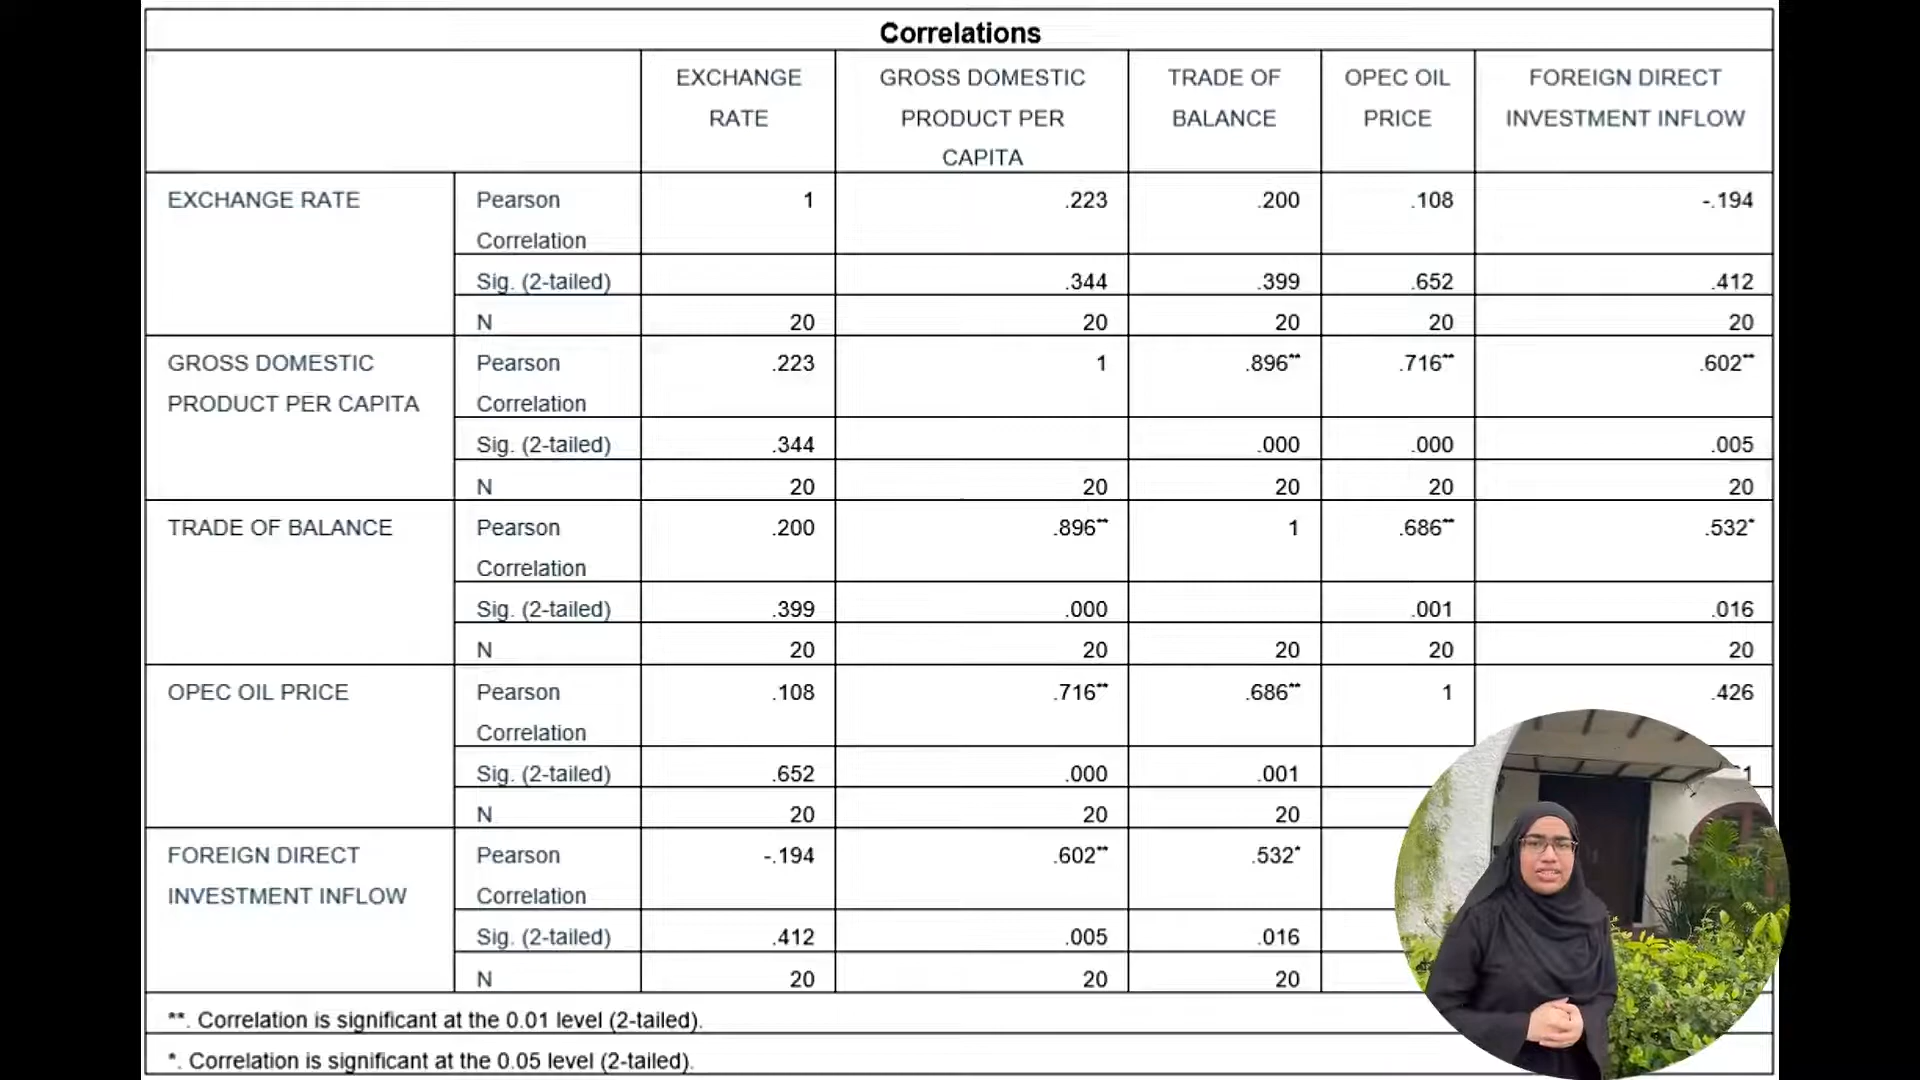 Correlations
EXCHANGE RATE GROSS DOMESTIC PRODUCT PER CAPITA TRADE OF BALANCE OPEC OIL PRICE FOREIGN DIRECT INVESTMENT INFLOW
EXCHANGE RATE Pearson Correlation 1 .223 .200 .108 -.194
Sig. (2-tailed) .344 .399 .652 .412
N 20 20 20 20 20
GROSS DOMESTIC PRODUCT PER CAPITA Pearson Correlation .223 1 .896** .716** .602**
Sig. (2-tailed) .344 .000 .000 .005
N 20 20 20 20 20
TRADE OF BALANCE Pearson Correlation .200 .896** 1 .686** .532*
Sig. (2-tailed) .399 .000 .001 .016
N 20 20 20 20 20
OPEC OIL PRICE Pearson Correlation .108 .716** .686** 1 .426
Sig. (2-tailed) .652 .000 .001
N 20 20 20
FOREIGN DIRECT INVESTMENT INFLOW Pearson Correlation -.194 .602** .532*
Sig. (2-tailed) .412 .005 .016
N 20 20 20
**. Correlation is significant at the 0.01 level (2-tailed).
*. Correlation is significant at the 0.05 level (2-tailed).